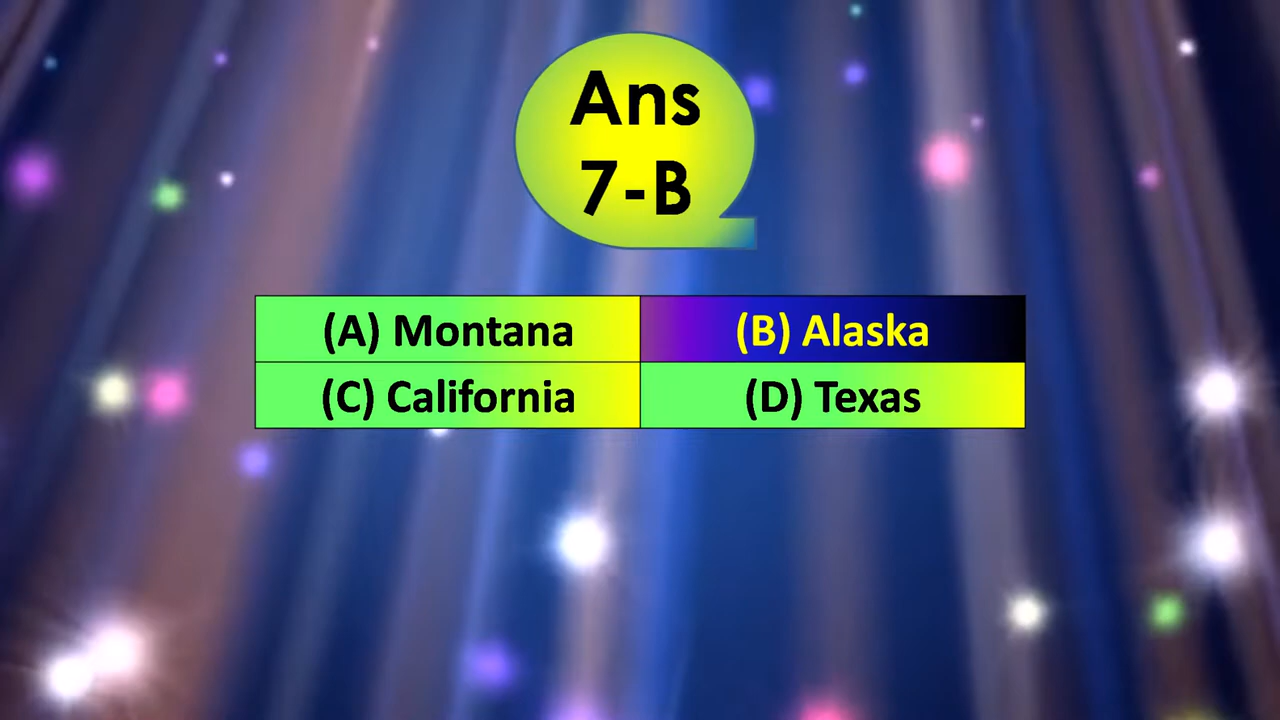 Ans
7-B
(A) Montana
(B) Alaska
(C) California
(D) Texas